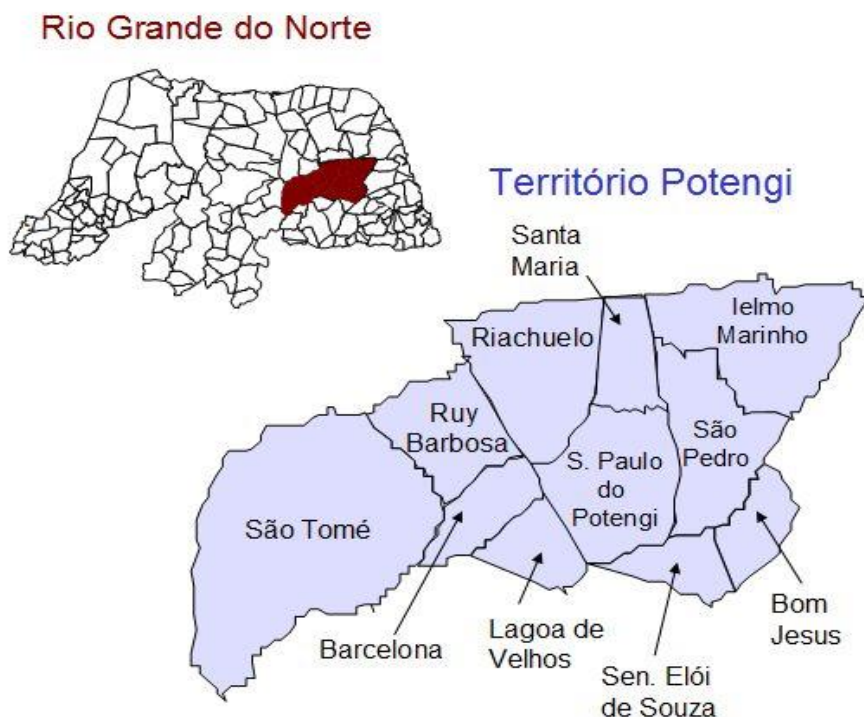 Rio Grande do Norte
Território Potengi
Santa
Maria
Ielmo
Marinho
Riachuelo
Ruy
Barbosa
São
Pedro
S. Paulo
do
Potengi
São Tomé
Barcelona
Lagoa de
Velhos
Sen. Elói
de Souza
Bom
Jesus